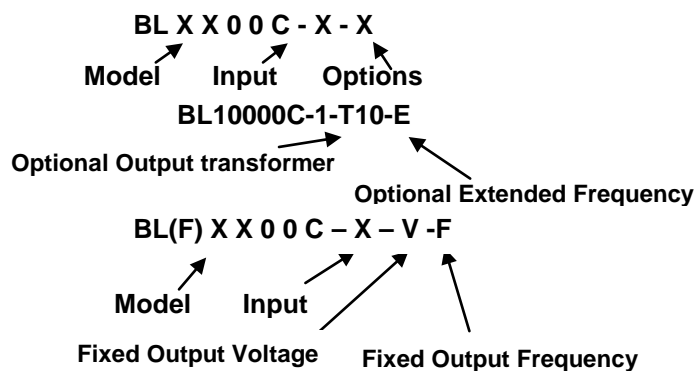 BL X X 0 0 C - X - X
Model Input Options
BL10000C-1-T10-E
Optional Output transformer
Optional Extended Frequency
BL(F) X X 0 0 C – X – V -F
Model Input
Fixed Output Voltage Fixed Output Frequency